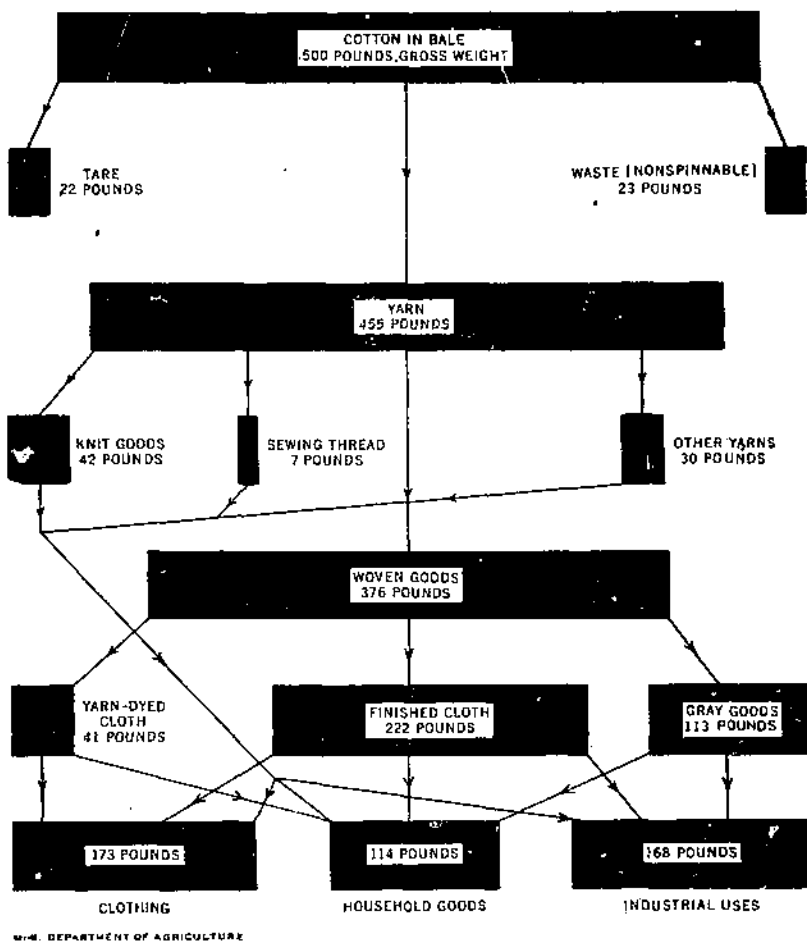 COTTON IN BALE
500 POUNDS, GROSS WEIGHT
TARE
22 POUNDS
WASTE [NONSPINNABLE]
23 POUNDS
YARN
455 POUNDS
KNIT GOODS
42 POUNDS
SEWING THREAD
7 POUNDS
OTHER YARNS
30 POUNDS
WOVEN GOODS
376 POUNDS
YARN-DYED
CLOTH
41 POUNDS
FINISHED CLOTH
222 POUNDS
GRAY GOODS
113 POUNDS
173 POUNDS
114 POUNDS
168 POUNDS
CLOTHING
HOUSEHOLD GOODS
INDUSTRIAL USES
DEPARTMENT OF AGRICULTURE